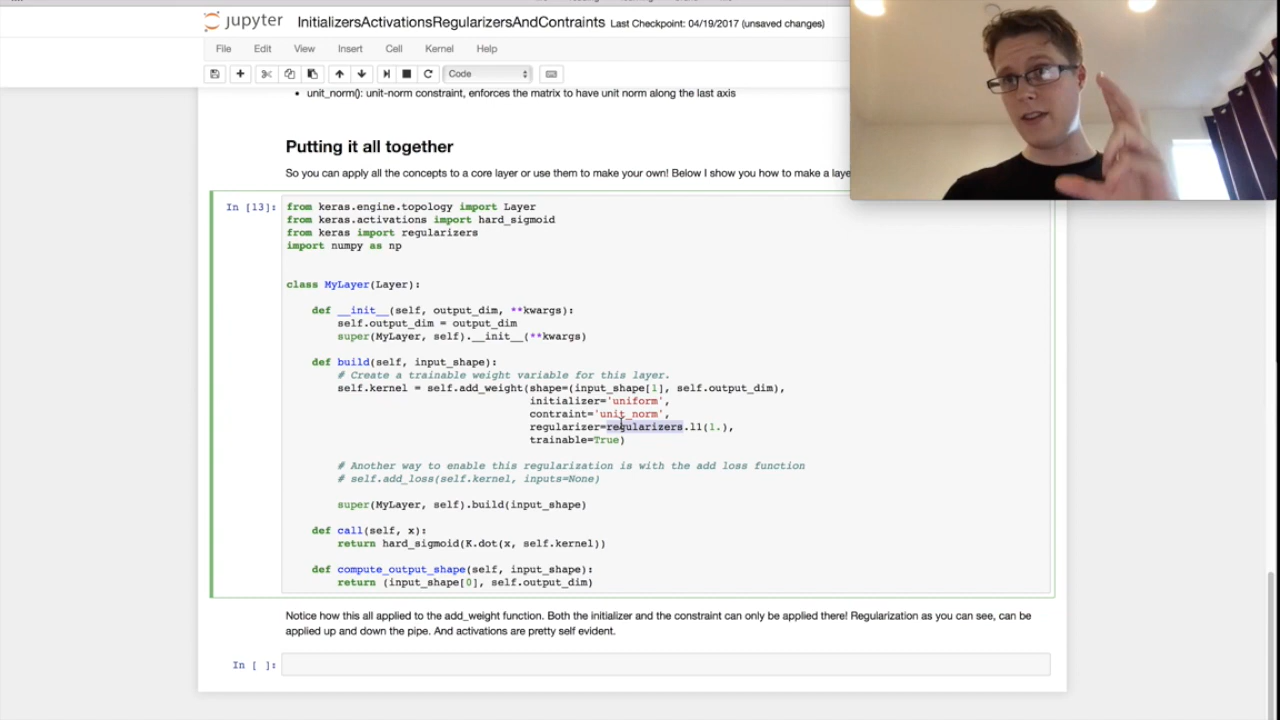 jupyter InitializersActivationsRegularizersAndContraints Last Checkpoint: 04/19/2017 (unsaved changes)
File Edit View Insert Cell Kernel Help
Code
• unit_norm(): unit-norm constraint, enforces the matrix to have unit norm along the last axis
Putting it all together
So you can apply all the concepts to a core layer or use them to make your own! Below I show you how to make a laye
In [13]:
from keras.engine.topology import Layer
from keras.activations import hard_sigmoid
from keras import regularizers
import numpy as np
class MyLayer(Layer):
def __init__(self, output_dim, **kwargs):
self.output_dim = output_dim
super(MyLayer, self).__init__(**kwargs)
def build(self, input_shape):
# Create a trainable weight variable for this layer.
self.kernel = self.add_weight(shape=(input_shape[1], self.output_dim),
initializer='uniform',
contraint='unit_norm',
regularizer=regularizers.l1(1.),
trainable=True)
# Another way to enable this regularization is with the add loss function
# self.add_loss(self.kernel, inputs=None)
super(MyLayer, self).build(input_shape)
def call(self, x):
return hard_sigmoid(K.dot(x, self.kernel))
def compute_output_shape(self, input_shape):
return (input_shape[0], self.output_dim)
Notice how this all applied to the add_weight function. Both the initializer and the constraint can only be applied there! Regularization as you can see, can be
applied up and down the pipe. And activations are pretty self evident.
In [ ]: